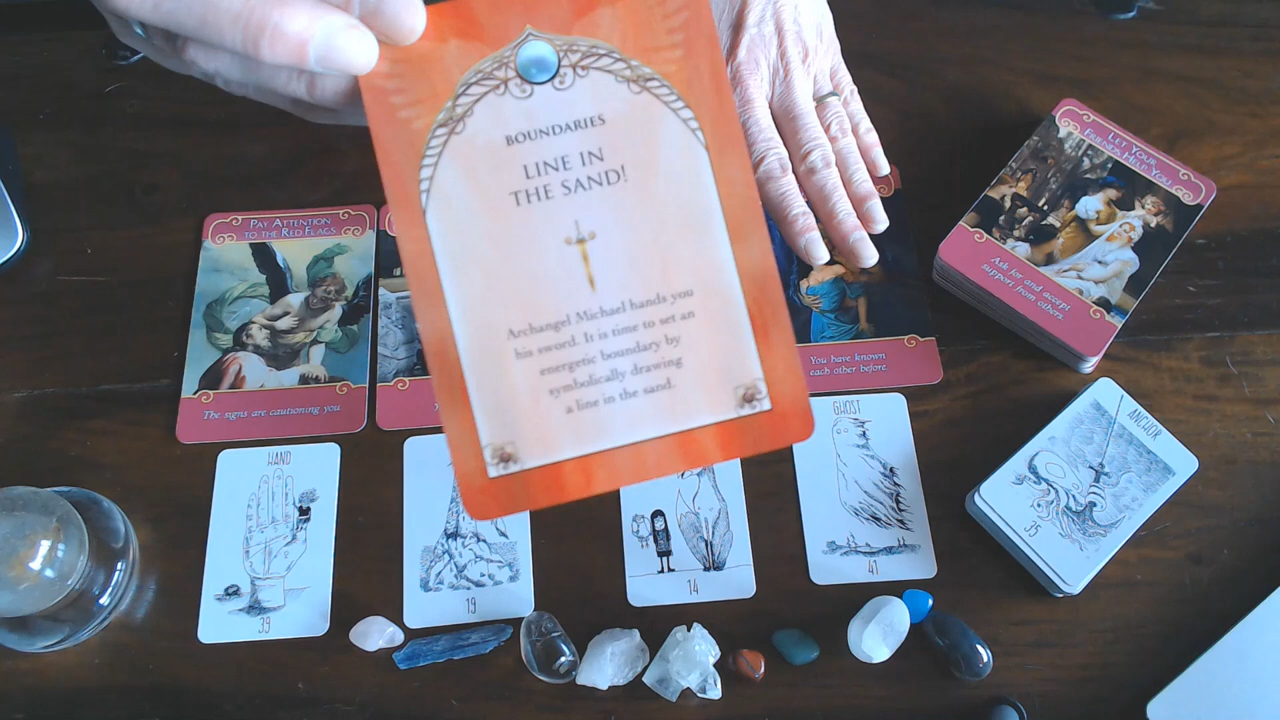 BOUNDARIES
LINE IN
THE SAND!
Archangel Michael hands you
his sword. It is time to set an
energetic boundary by
symbolically drawing
a line in the sand.
PAY ATTENTION
TO THE RED FLAGS
The signs are cautioning you.
You have known
each other before.
LET YOUR
FRIENDS HELP YOU
Ask for and accept
support from others.
HAND
39
19
14
GHOST
41
ANCHOR
35